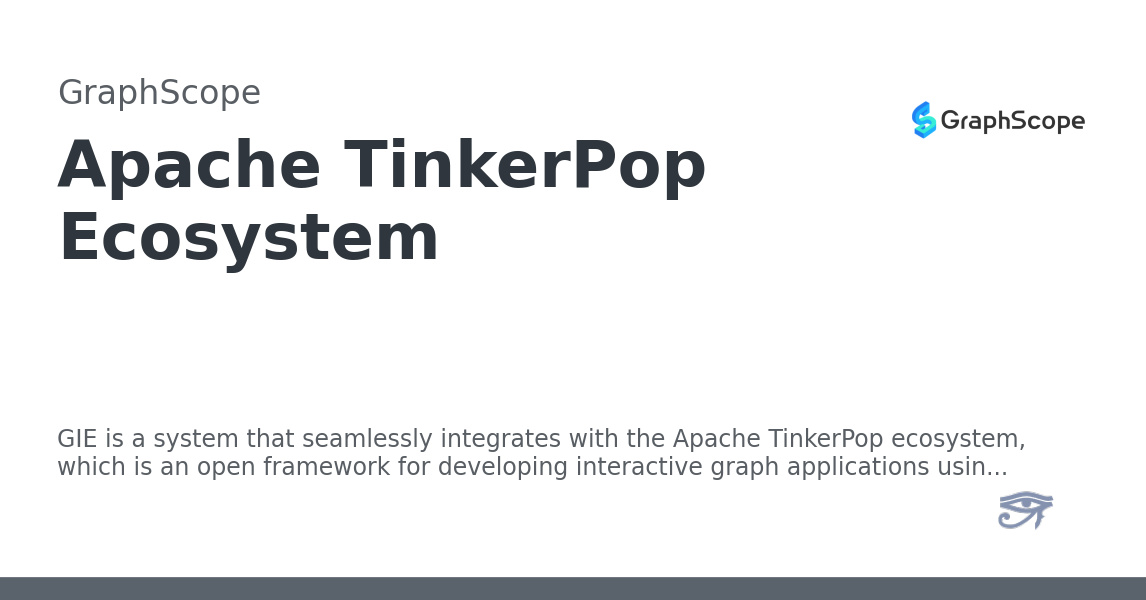 GraphScope
GraphScope
Apache TinkerPop
Ecosystem
GIE is a system that seamlessly integrates with the Apache TinkerPop ecosystem,
which is an open framework for developing interactive graph applications usin...